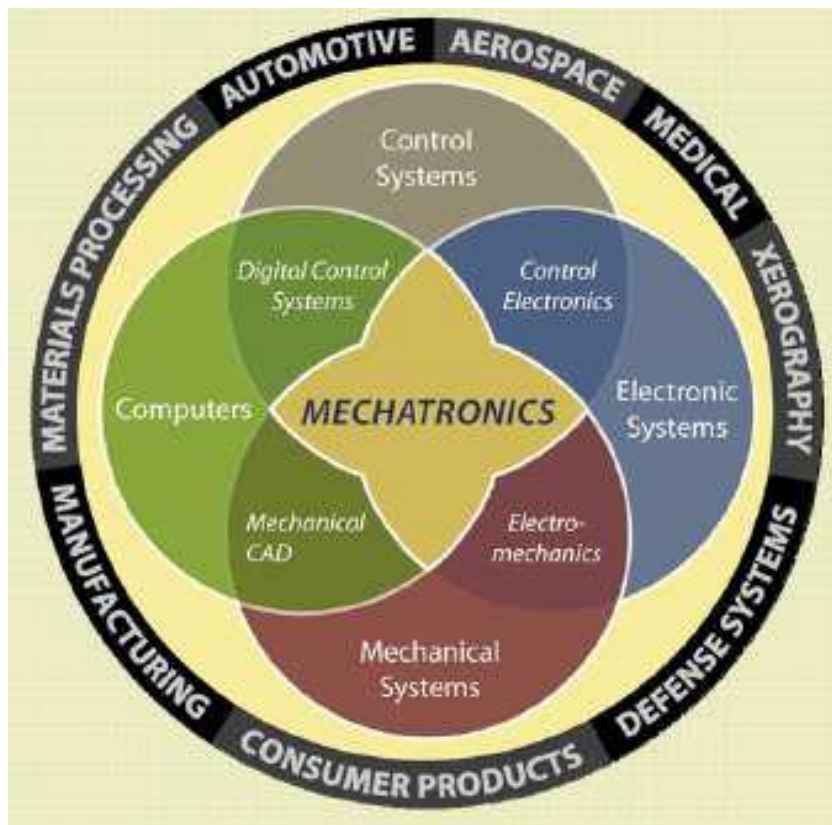 AUTOMOTIVE
AEROSPACE
MEDICAL
XEROGRAPHY
DEFENSE SYSTEMS
CONSUMER PRODUCTS
MANUFACTURING
MATERIALS PROCESSING
Control
Systems
Digital Control
Systems
Control
Electronics
Computers
MECHATRONICS
Electronic
Systems
Mechanical
CAD
Electro-
mechanics
Mechanical
Systems